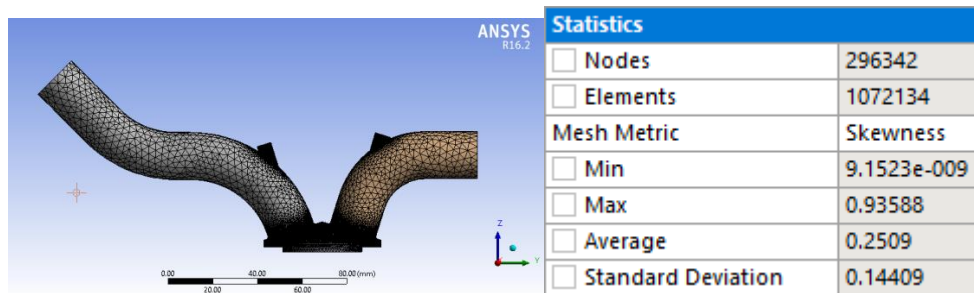 ANSYS
R16.2
Z
Y
0.00 40.00 80.00 (mm)
20.00 60.00
Statistics
Nodes 296342
Elements 1072134
Mesh Metric Skewness
Min 9.1523e-009
Max 0.93588
Average 0.2509
Standard Deviation 0.14409